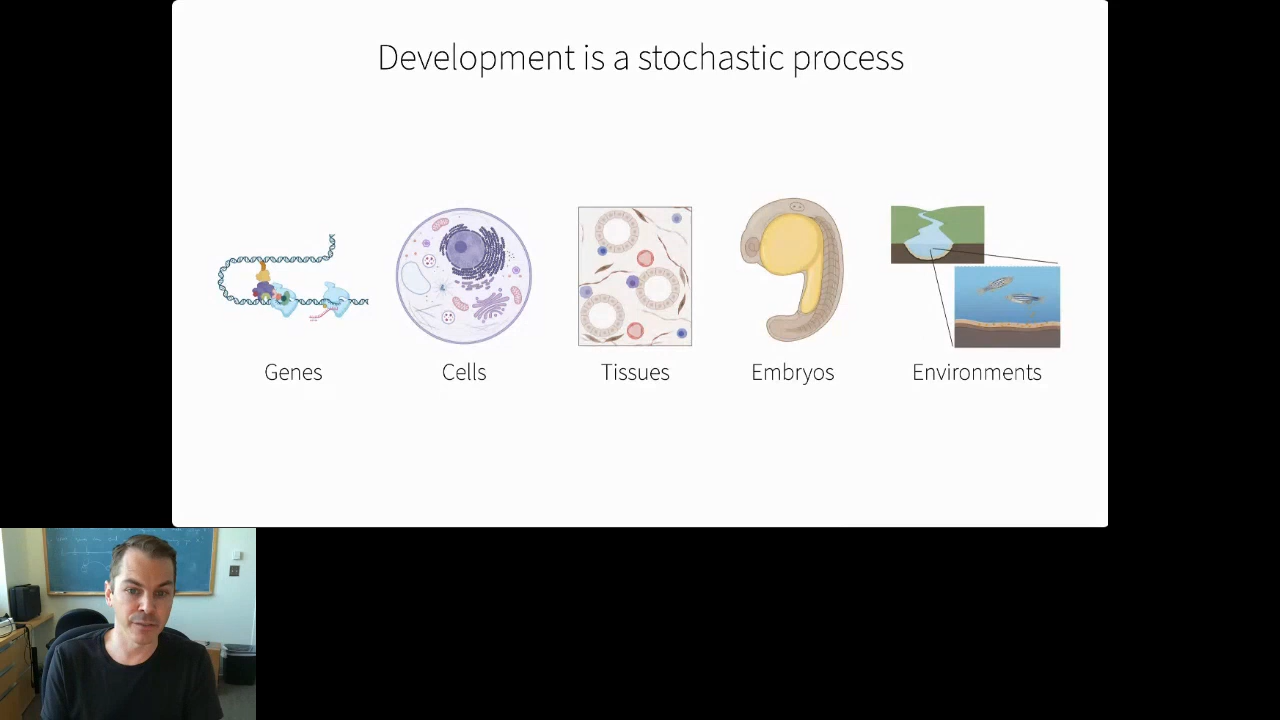 Development is a stochastic process
Genes
Cells
Tissues
Embryos
Environments